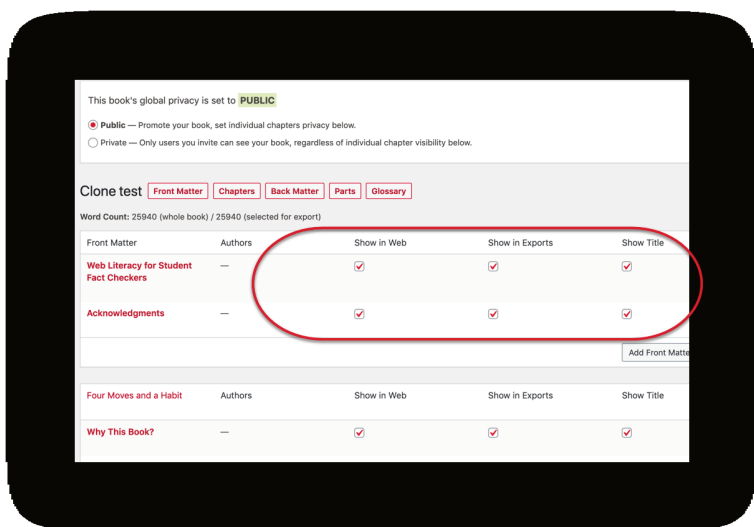 This book's global privacy is set to PUBLIC
Public — Promote your book, set individual chapters privacy below.
Private — Only users you invite can see your book, regardless of individual chapter visibility below.
Clone test Front Matter Chapters Back Matter Parts Glossary
Word Count: 25940 (whole book) / 25940 (selected for export)
Front Matter Authors Show in Web Show in Exports Show Title
Web Literacy for Student —
Fact Checkers
Acknowledgments —
Add Front Matte
Four Moves and a Habit Authors Show in Web Show in Exports Show Title
Why This Book? —